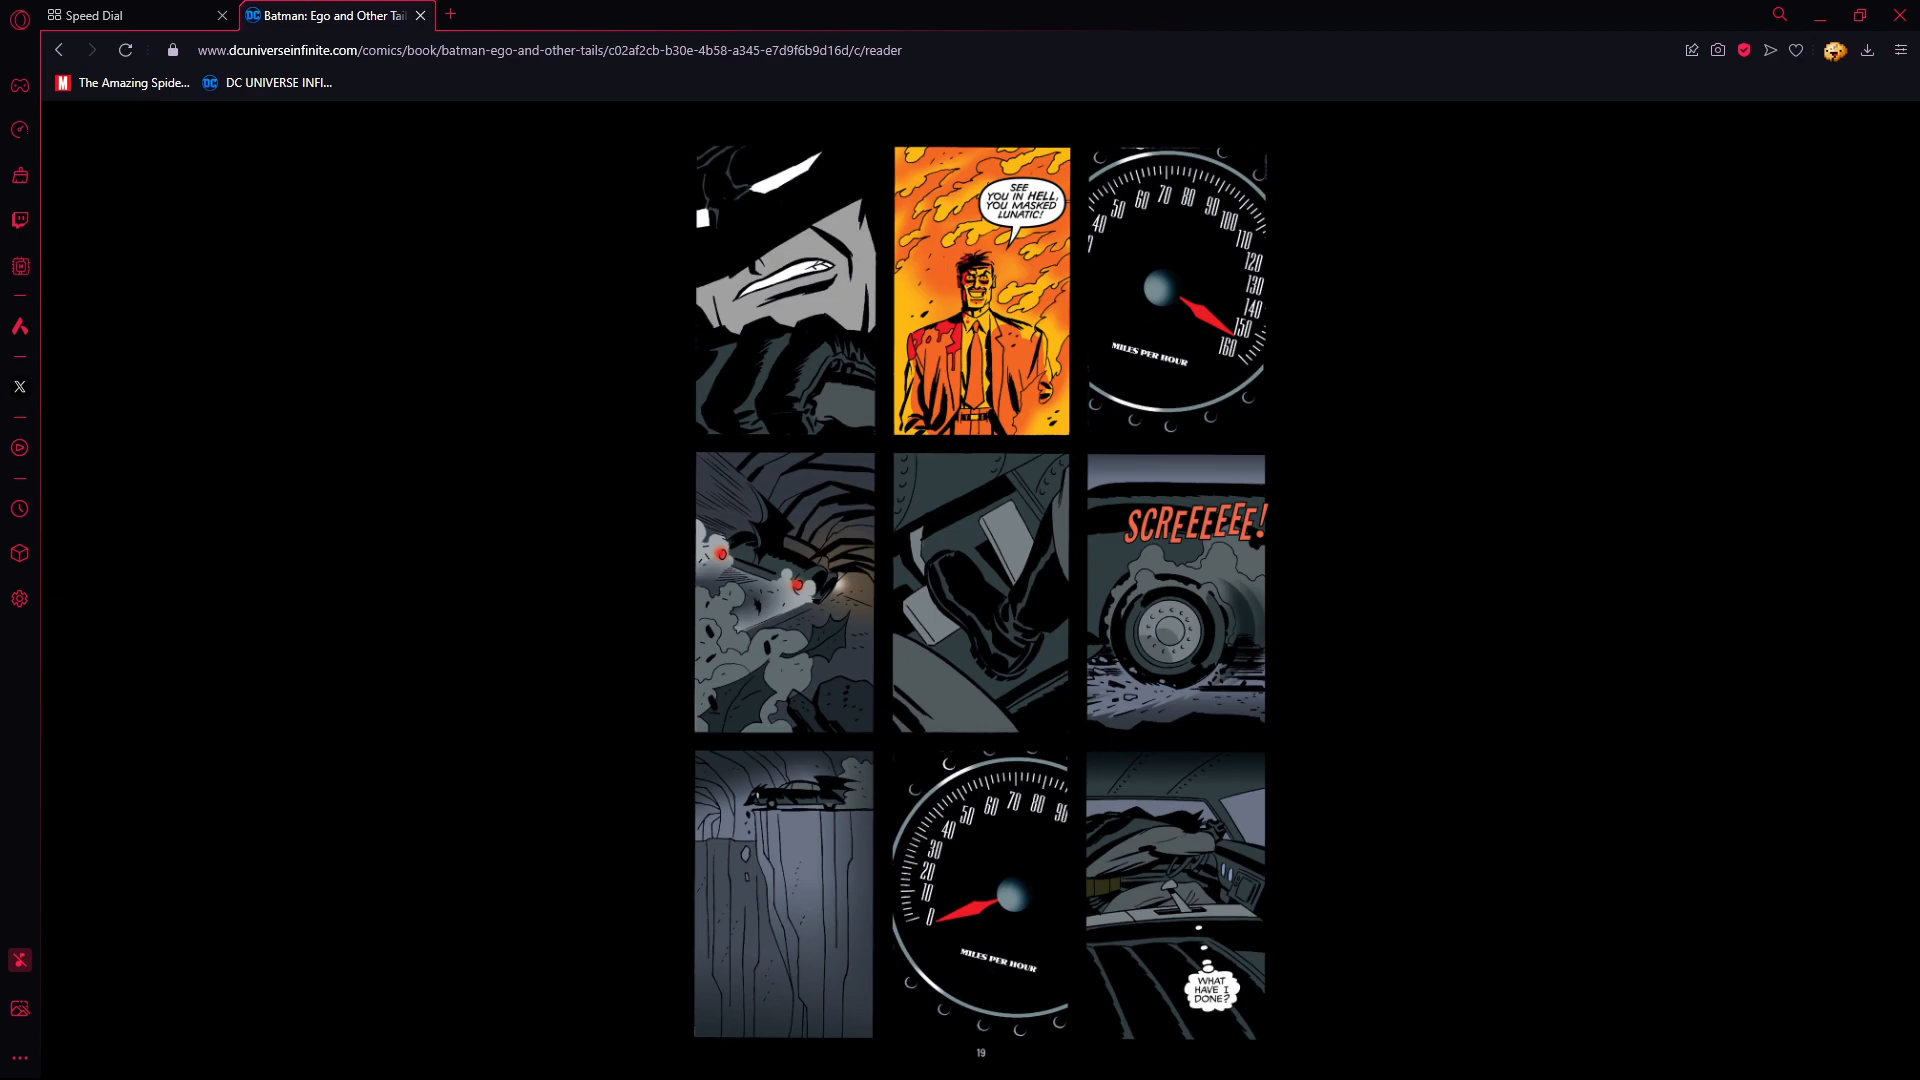 Speed Dial
Batman: Ego and Other Tai
www.dcuniverseinfinite.com/comics/book/batman-ego-and-other-tails/c02af2cb-b30e-4b58-a345-e7d9f6b9d16d/c/reader
M The Amazing Spide...
DC DC UNIVERSE INFI...
SEE
YOU IN HELL,
YOU MASKED
LUNATIC!
40
50
60
70
80
90
100
110
120
130
140
150
160
MILES PER HOUR
SCREEEEEE!
0
10
20
30
40
50
60
70
80
90
MILES PER HOUR
WHAT
HAVE I
DONE?
19